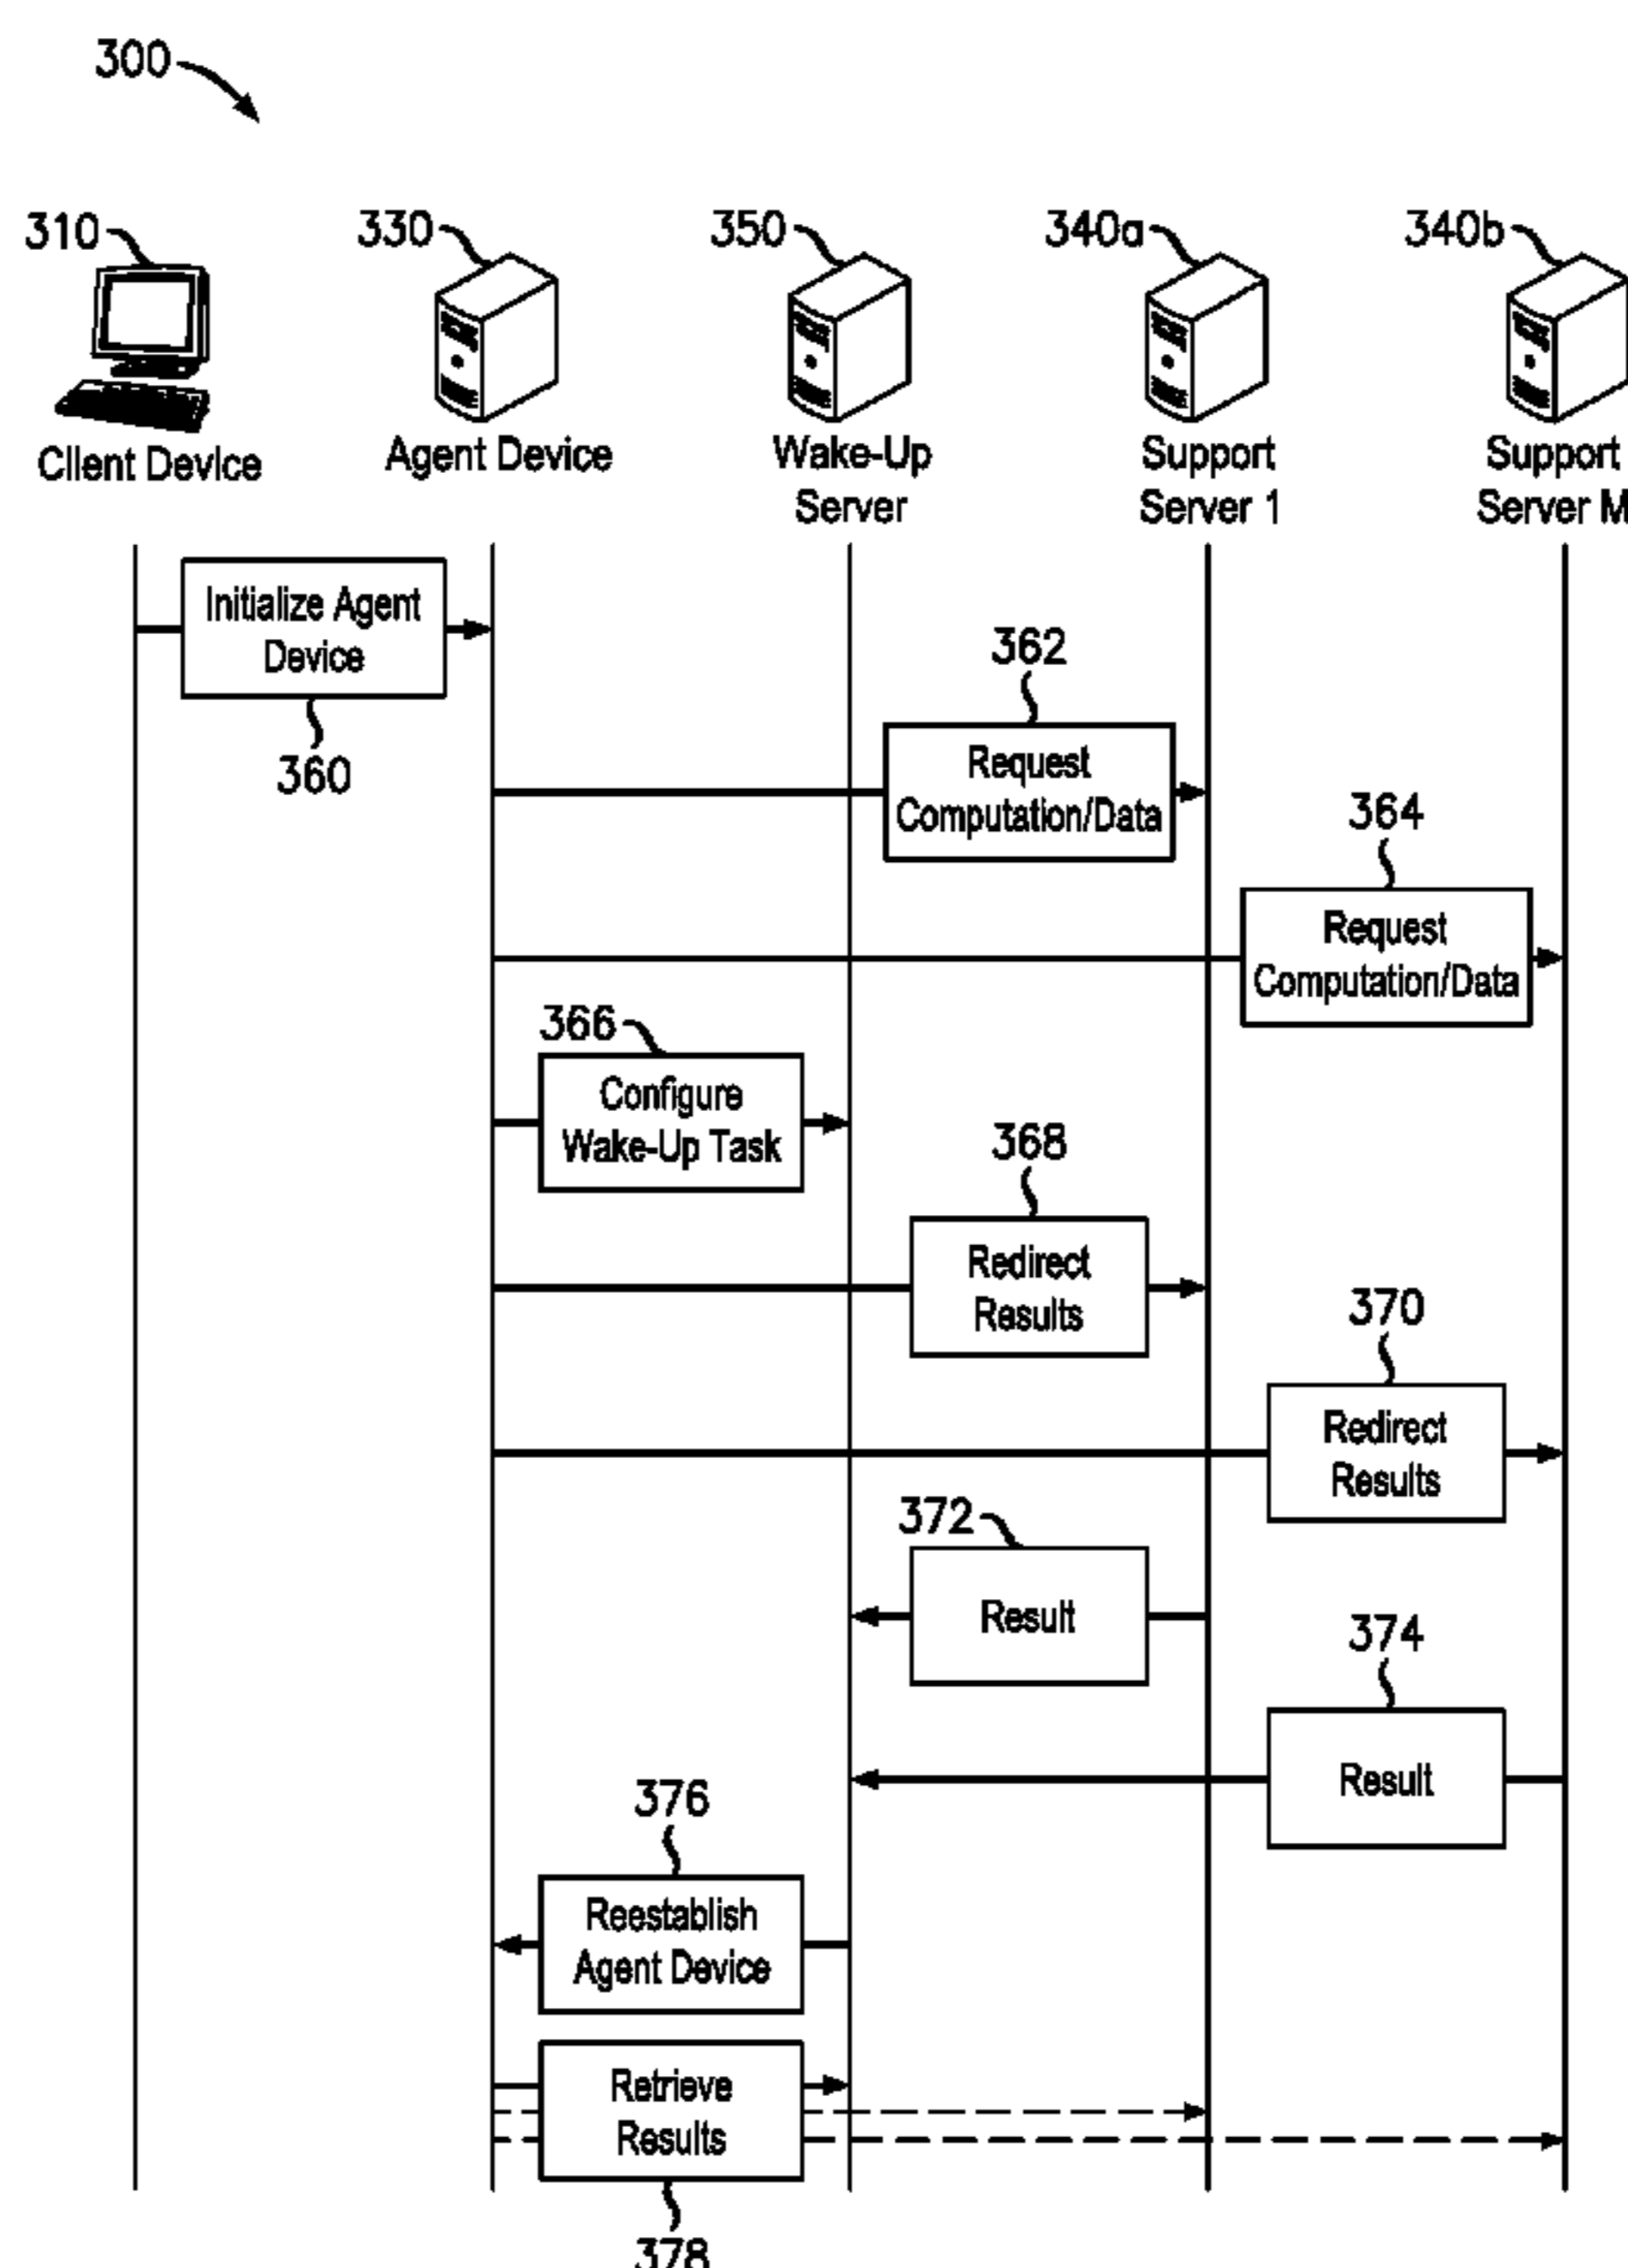 300
310
330
350
340a
340b
Client Device
Agent Device
Wake-Up
Server
Support
Server 1
Support
Server M
Initialize Agent
Device
360
362
Request
Computation/Data
364
Request
Computation/Data
366
Configure
Wake-Up Task
368
Redirect
Results
370
Redirect
Results
372
Result
374
Result
376
Reestablish
Agent Device
Retrieve
Results
378